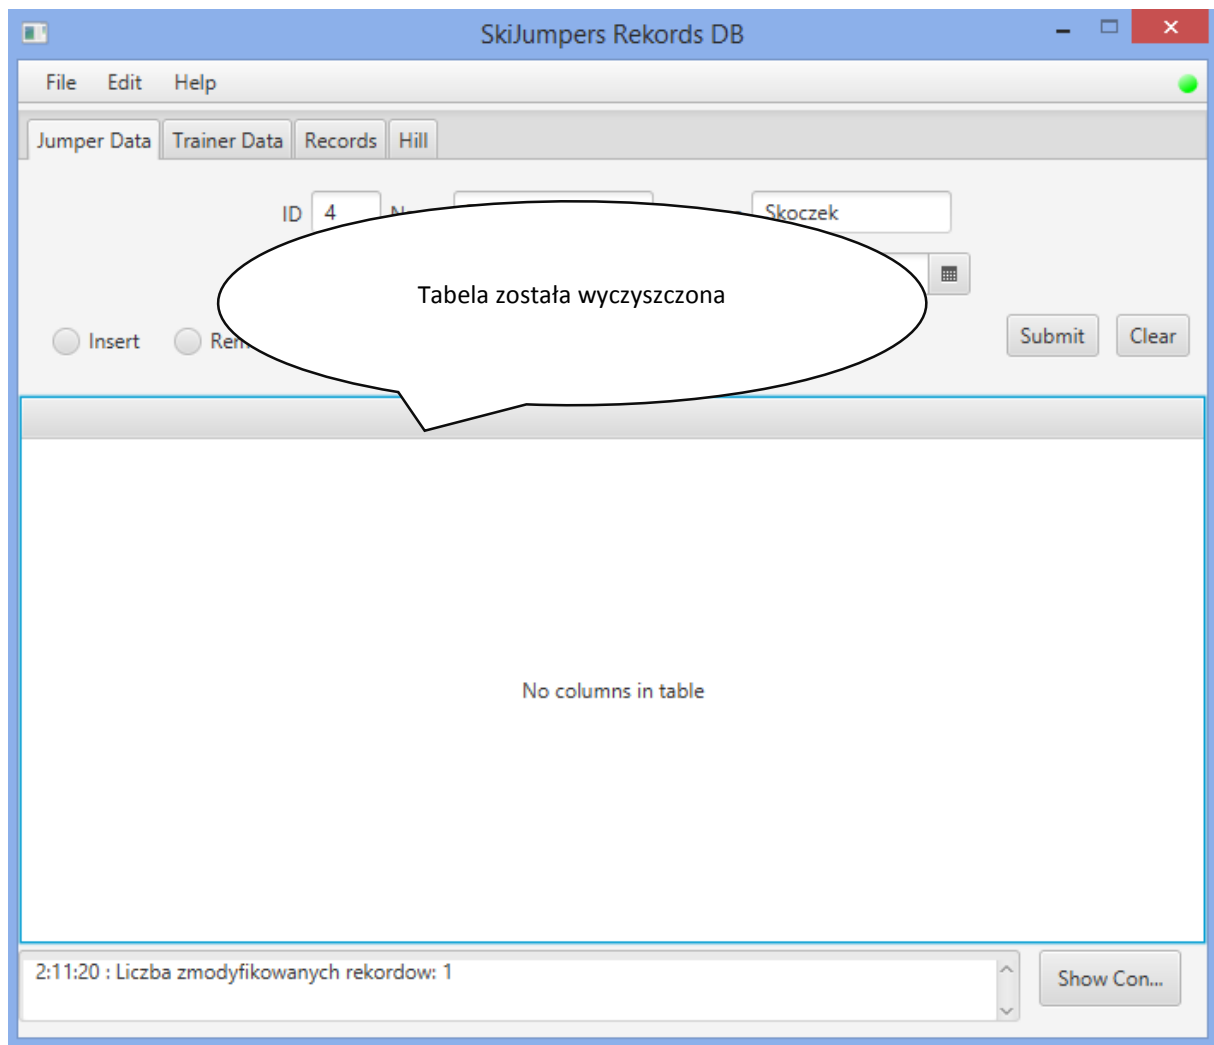 SkiJumpers Rekords DB
File Edit Help
Jumper Data Trainer Data Records Hill
ID 4 Skoczek
Tabela została wyczyszczona
Insert Submit Clear
No columns in table
2:11:20 : Liczba zmodyfikowanych rekordow: 1
Show Con...